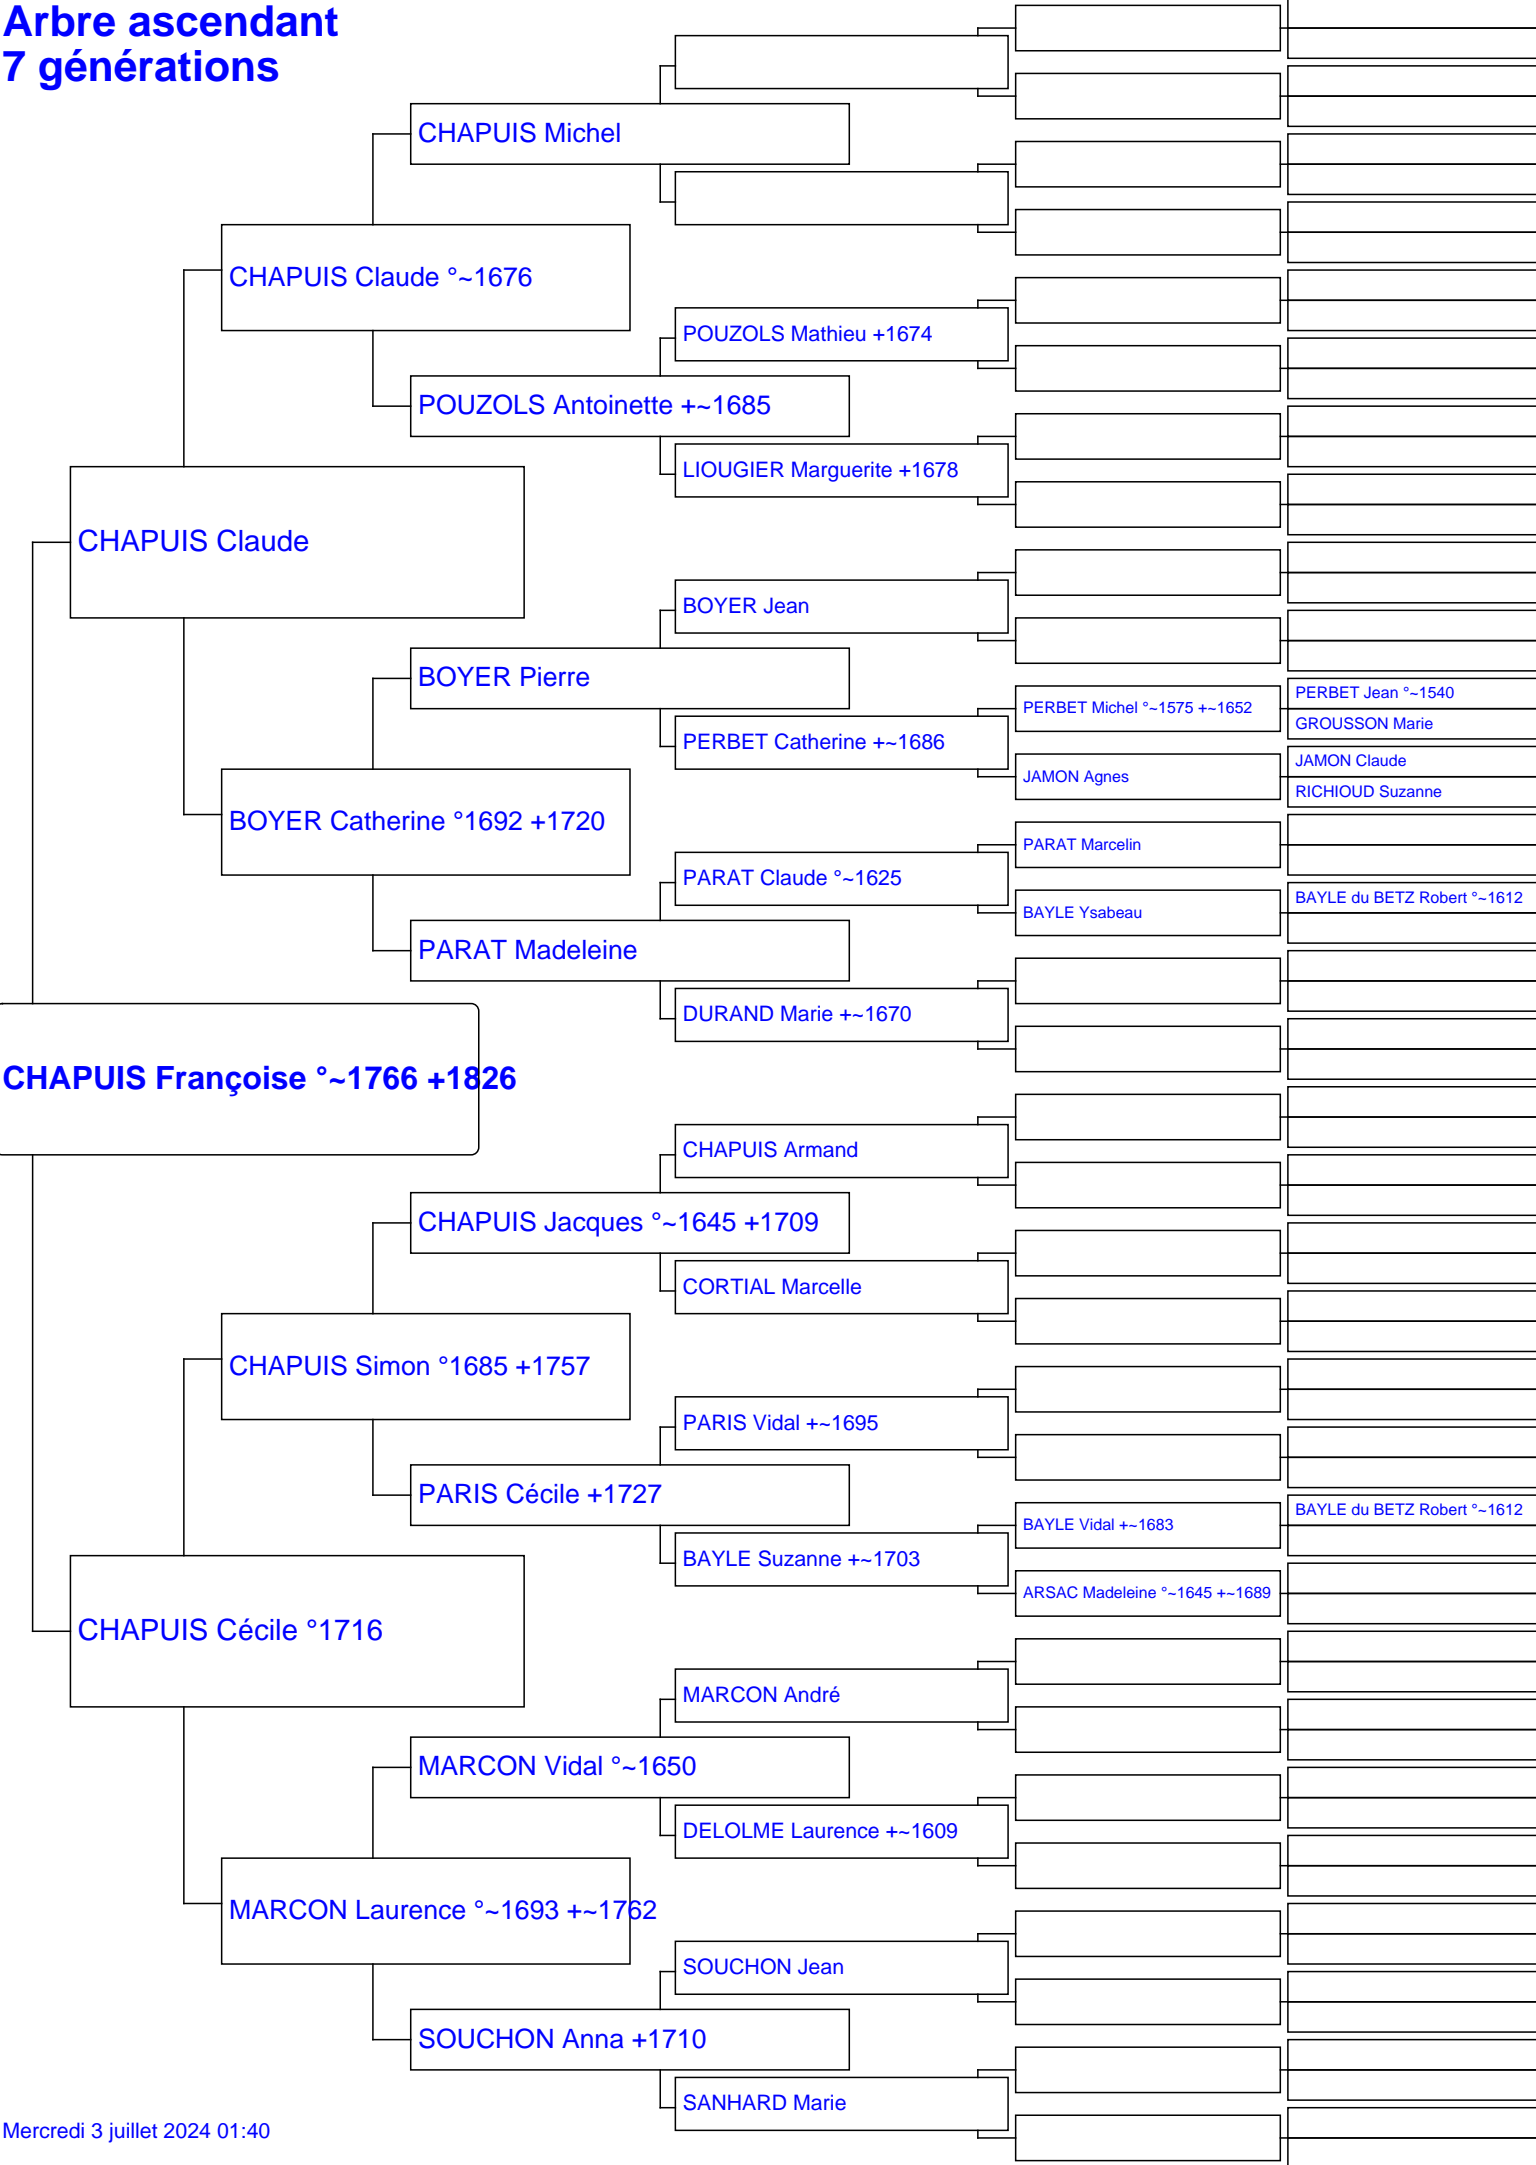 Arbre ascendant
7 générations
CHAPUIS Michel
CHAPUIS Claude °~1676
POUZOLS Mathieu +1674
POUZOLS Antoinette +~1685
LIOUGIER Marguerite +1678
CHAPUIS Claude
BOYER Jean
BOYER Pierre
PERBET Jean °~1540
PERBET Michel °~1575 +~1652
GROUSSON Marie
PERBET Catherine +~1686
JAMON Claude
JAMON Agnes
RICHIOUD Suzanne
BOYER Catherine °1692 +1720
PARAT Marcelin
PARAT Claude °~1625
BAYLE du BETZ Robert °~1612
BAYLE Ysabeau
PARAT Madeleine
DURAND Marie +~1670
CHAPUIS Françoise °~1766 +1826
CHAPUIS Armand
CHAPUIS Jacques °~1645 +1709
CORTIAL Marcelle
CHAPUIS Simon °1685 +1757
PARIS Vidal +~1695
PARIS Cécile +1727
BAYLE du BETZ Robert °~1612
BAYLE Vidal +~1683
BAYLE Suzanne +~1703
ARSAC Madeleine °~1645 +~1689
CHAPUIS Cécile °1716
MARCON André
MARCON Vidal °~1650
DELOLME Laurence +~1609
MARCON Laurence °~1693 +~1762
SOUCHON Jean
SOUCHON Anna +1710
SANHARD Marie
Mercredi 3 juillet 2024 01:40